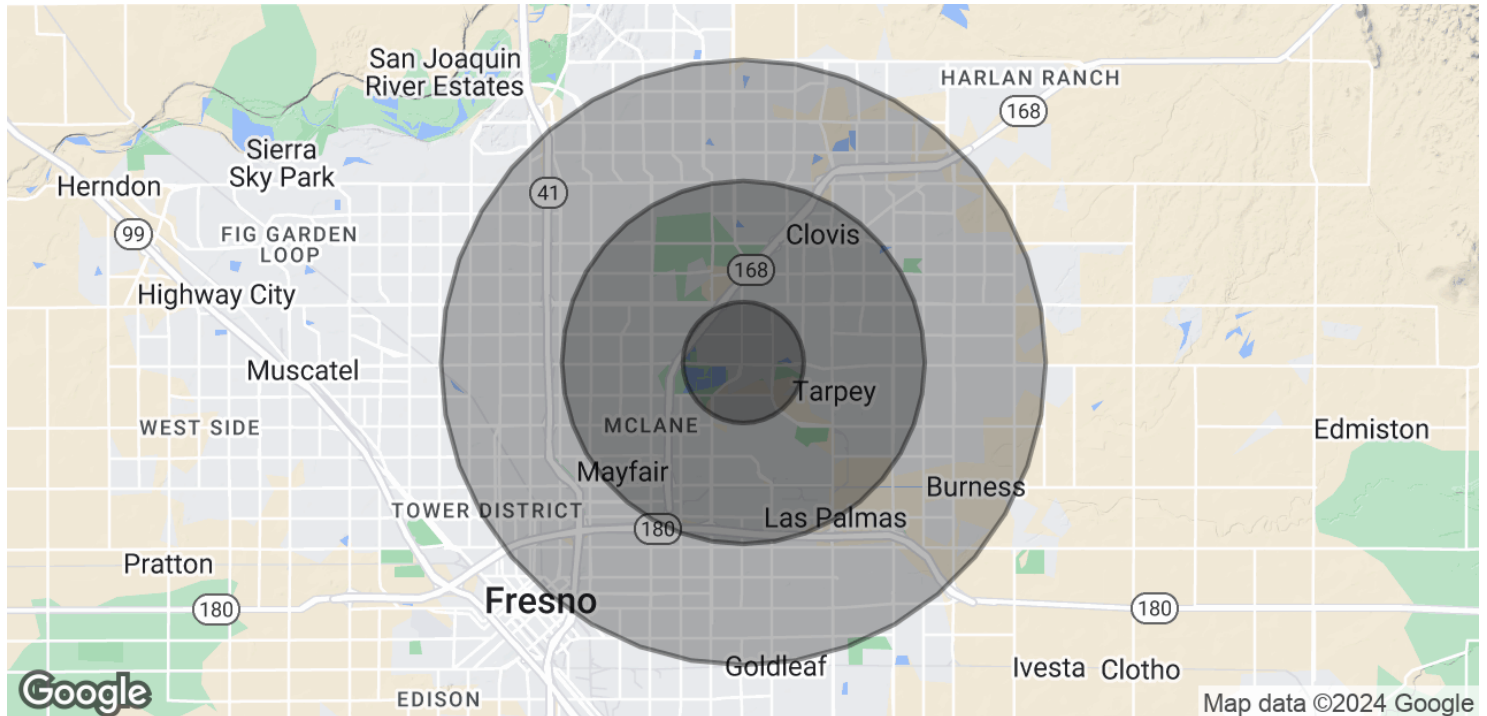 San Joaquin
River Estates
HARLAN RANCH
168
Sierra
Sky Park
Herndon
41
99
FIG GARDEN
LOOP
Clovis
168
Highway City
Muscatel
Tarpey
WEST SIDE
MCLANE
Edmiston
Mayfair
Burness
TOWER DISTRICT
180
Las Palmas
Pratton
180
Fresno
180
Goldleaf
Ivesta
Clotho
EDISON
Google
Map data ©2024 Google